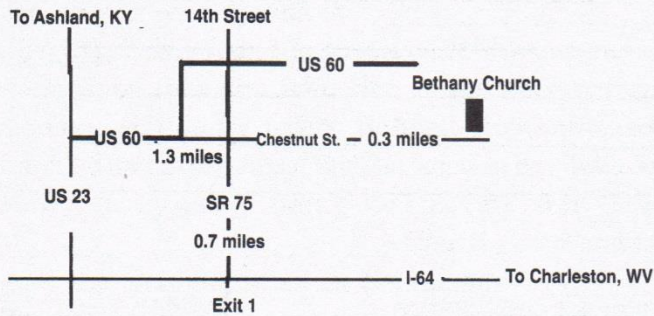 To Ashland, KY
14th Street
US 60
Bethany Church
US 60
Chestnut St.
0.3 miles
1.3 miles
US 23
SR 75
0.7 miles
I-64
To Charleston, WV
Exit 1